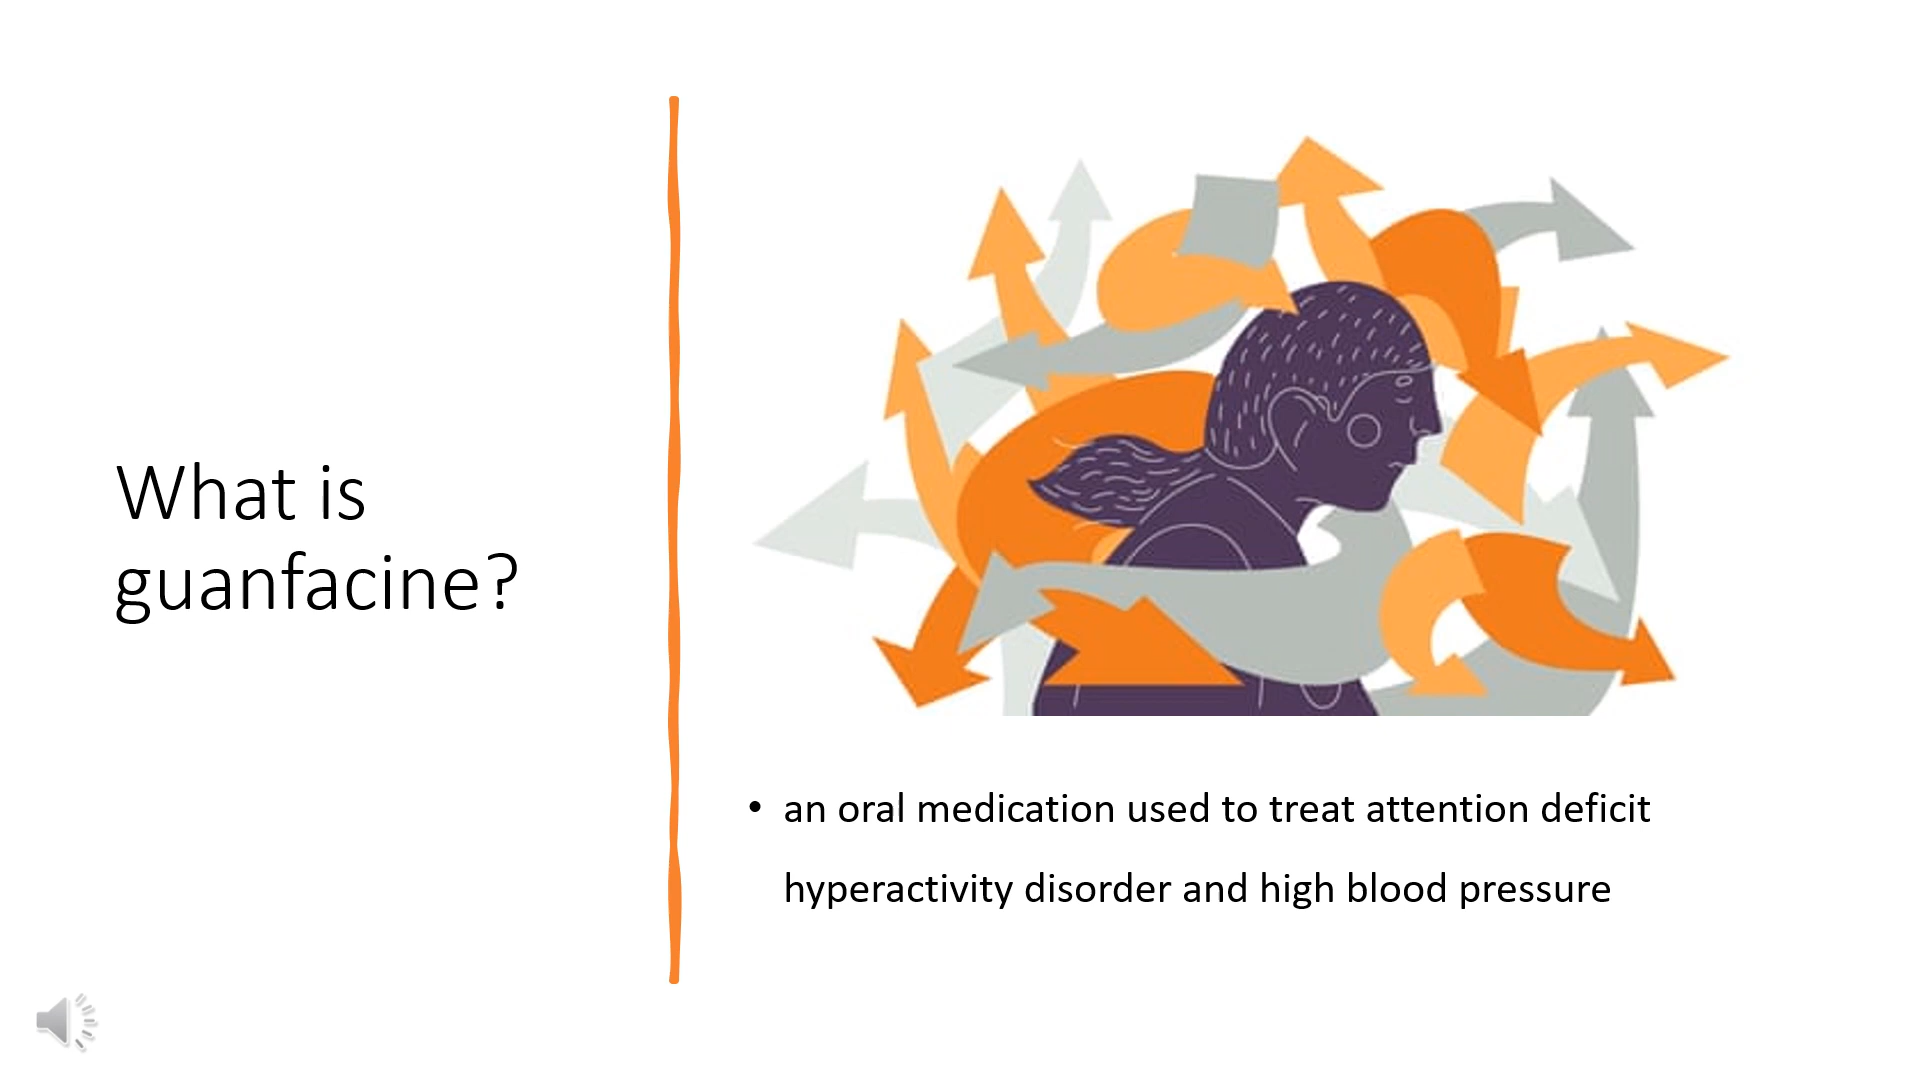 What is
guanfacine?
• an oral medication used to treat attention deficit
hyperactivity disorder and high blood pressure